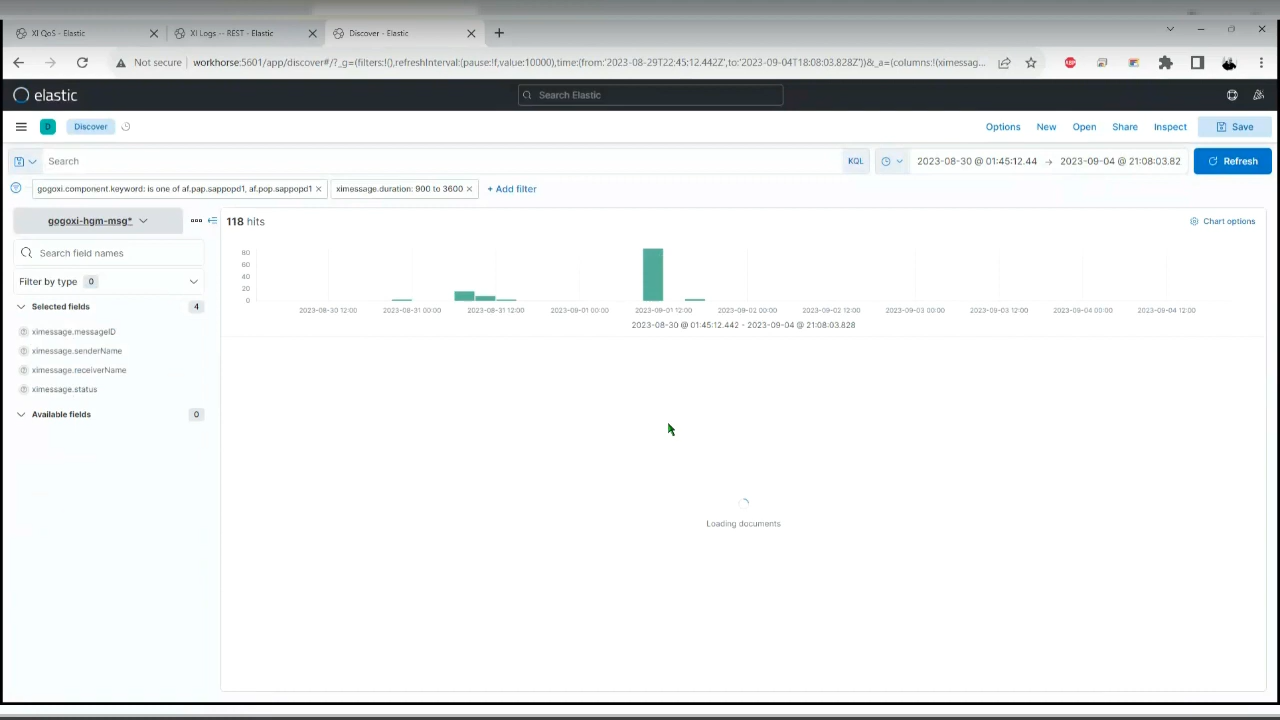 XI QoS - Elastic
XI Logs -- REST - Elastic
Discover - Elastic
Not secure
workhorse:5601/app/discover#/?_g=(filters:!(),refreshInterval:(pause:!f,value:10000),time:(from:'2023-08-29T22:45:12.442Z',to:'2023-09-04T18:08:03.828Z'))&_a=(columns:!(ximessag...
ABP
elastic
Search Elastic
D
Discover
Options
New
Open
Share
Inspect
Save
Search
KQL
2023-08-30 @ 01:45:12.44
→
2023-09-04 @ 21:08:03.82
Refresh
gogoxi.component.keyword: is one of af.pap.sappopd1, af.pop.sappopd1
ximessage.duration: 900 to 3600
+ Add filter
gogoxi-hgm-msg*
118 hits
Chart options
Search field names
Filter by type 0
Selected fields 4
ximessage.messageID
ximessage.senderName
ximessage.receiverName
ximessage.status
Available fields 0
80
60
40
20
0
2023-08-30 12:00
2023-08-31 00:00
2023-08-31 12:00
2023-09-01 00:00
2023-09-01 12:00
2023-09-02 00:00
2023-09-02 12:00
2023-09-03 00:00
2023-09-03 12:00
2023-09-04 00:00
2023-09-04 12:00
2023-08-30 @ 01:45:12.442 - 2023-09-04 @ 21:08:03.828
Loading documents